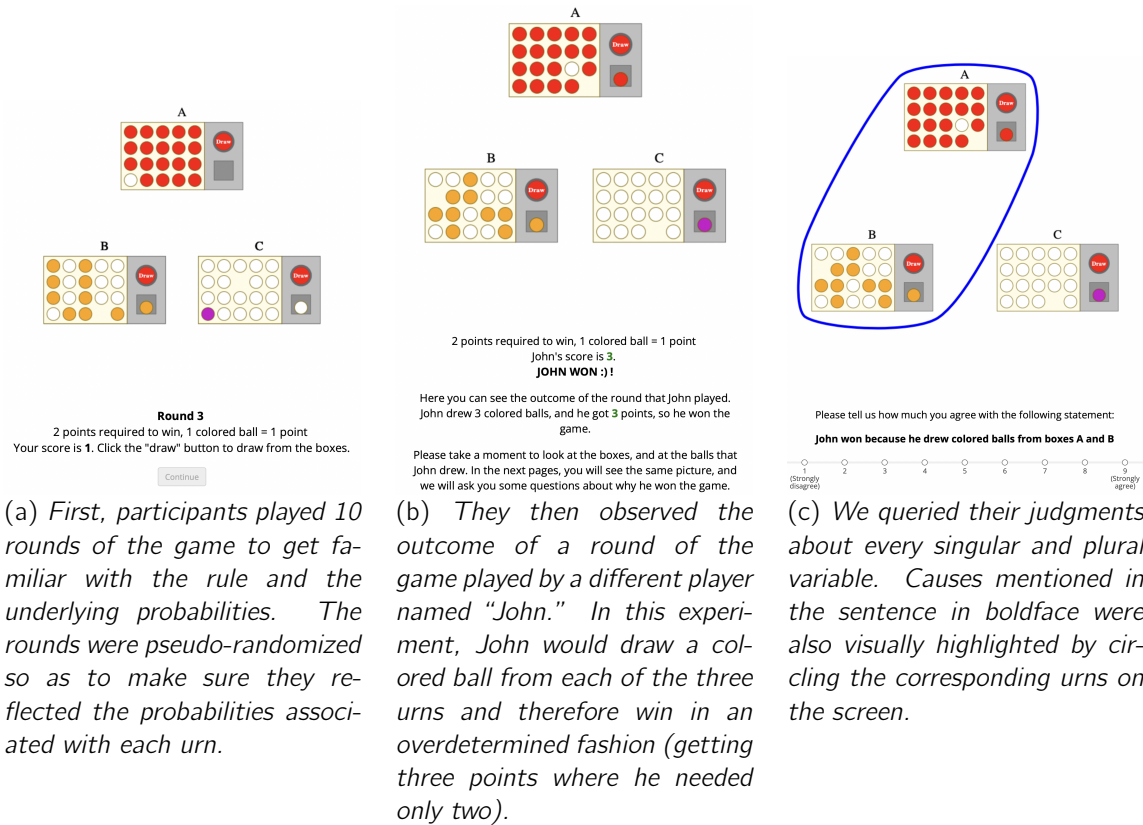 A
Draw
B
C
Draw
Draw
Round 3
2 points required to win, 1 colored ball = 1 point
Your score is 1. Click the "draw" button to draw from the boxes.
Continue
(a) First, participants played 10
rounds of the game to get fa-
miliar with the rule and the
underlying probabilities. The
rounds were pseudo-randomized
so as to make sure they re-
flected the probabilities associ-
ated with each urn.
A
Draw
B
C
Draw
Draw
2 points required to win, 1 colored ball = 1 point
John's score is 3.
JOHN WON :) !
Here you can see the outcome of the round that John played.
John drew 3 colored balls, and he got 3 points, so he won the
game.
Please take a moment to look at the boxes, and at the balls that
John drew. In the next pages, you will see the same picture, and
we will ask you some questions about why he won the game.
(b) They then observed the
outcome of a round of the
game played by a different player
named “John.” In this experi-
ment, John would draw a col-
ored ball from each of the three
urns and therefore win in an
overdetermined fashion (getting
three points where he needed
only two).
A
Draw
B
C
Draw
Draw
Please tell us how much you agree with the following statement:
John won because he drew colored balls from boxes A and B
1 2 3 4 5 6 7 8 9
(Strongly disagree) (Strongly agree)
(c) We queried their judgments
about every singular and plural
variable. Causes mentioned in
the sentence in boldface were
also visually highlighted by cir-
cling the corresponding urns on
the screen.